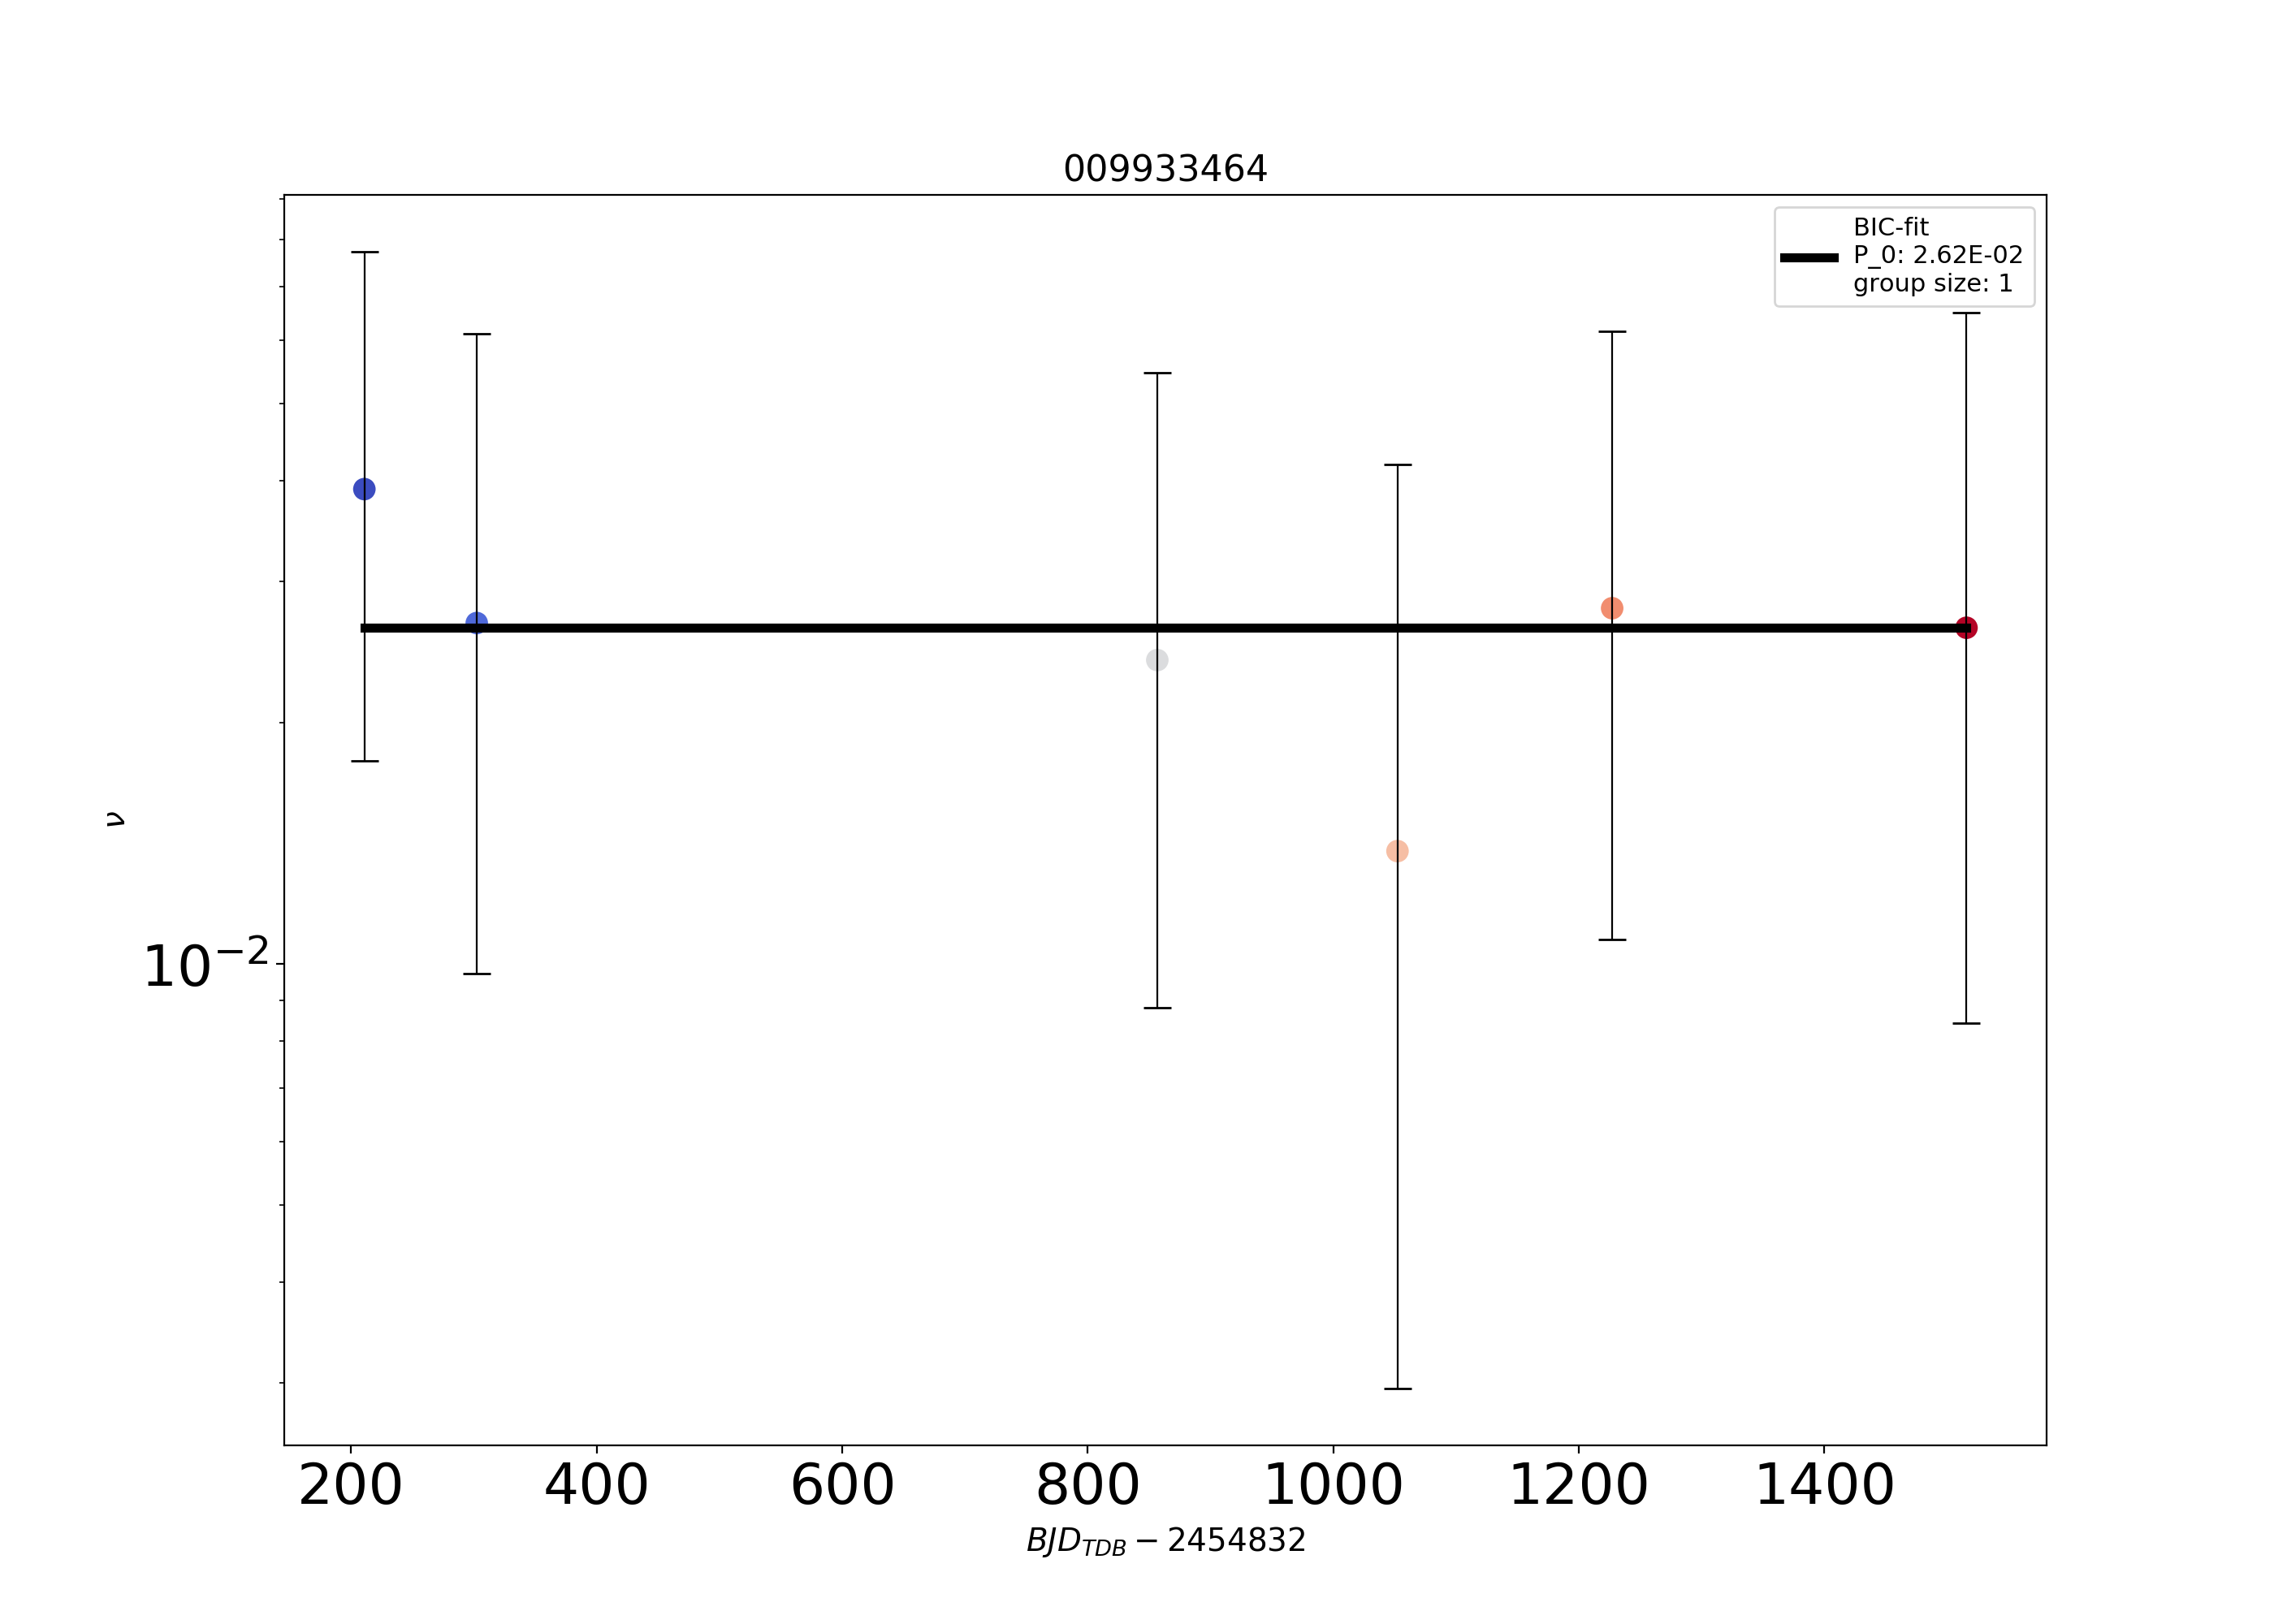 009933464
BIC-fit
P_0: 2.62E-02
group size: 1
ν
10⁻²
200 400 600 800 1000 1200 1400
BJD_TDB − 2454832